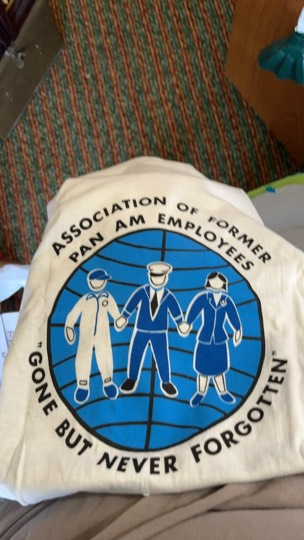 ASSOCIATION OF FORMER
PAN AM EMPLOYEES
"GONE BUT NEVER FORGOTTEN"